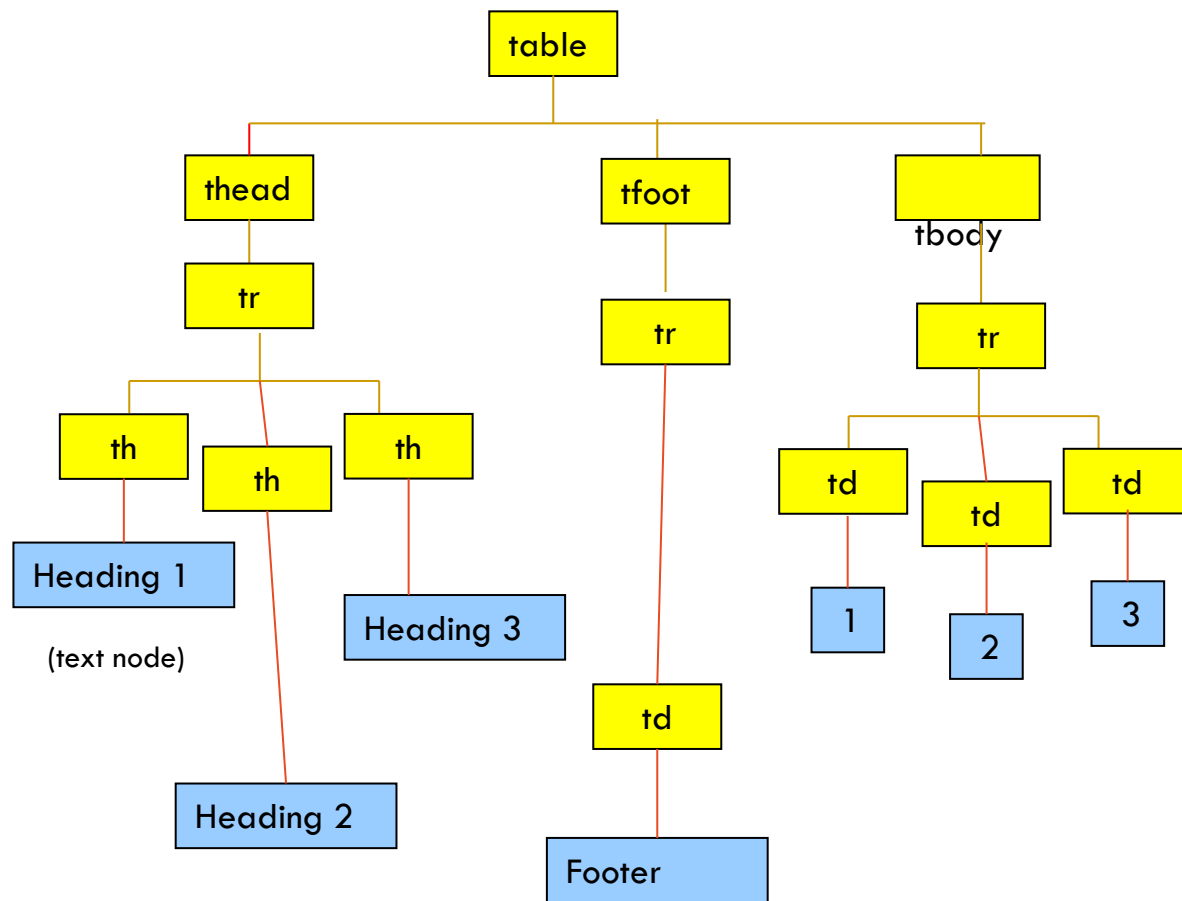 table
thead
tfoot
tbody
tr
tr
tr
th
th
th
td
td
td
Heading 1
Heading 3
1
2
3
(text node)
td
Heading 2
Footer